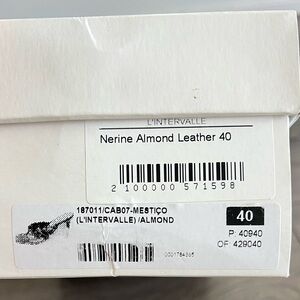 L'INTERVALLE
Nerine Almond Leather 40
2 100000 571598
187011/CAB07-MESTIÇO
(L'INTERVALLE) /ALMOND
40
P: 40940
OF: 429040